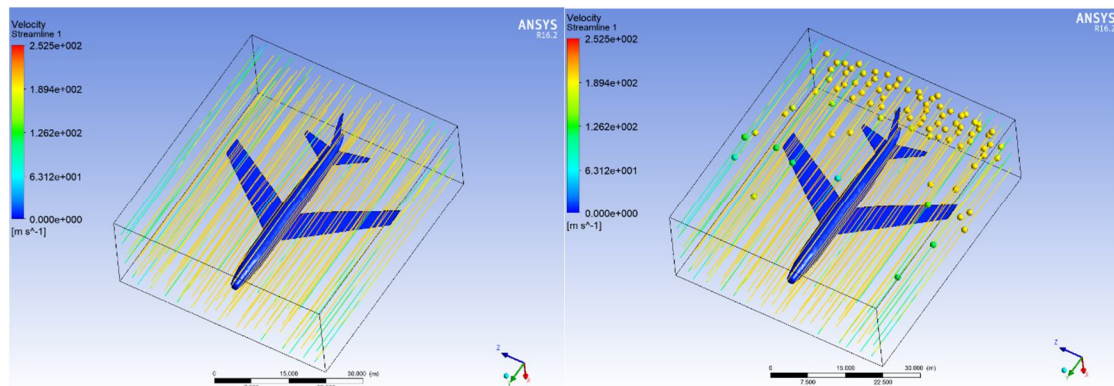 Velocity
Streamline 1
2.525e+002
1.894e+002
1.262e+002
6.312e+001
0.000e+000
[m s^-1]
ANSYS
R16.2
0
15.000
30.000 (m)
7.500
Z
X
Velocity
Streamline 1
2.525e+002
1.894e+002
1.262e+002
6.312e+001
0.000e+000
[m s^-1]
ANSYS
R16.2
0
15.000
30.000 (m)
7.500
22.500
Z
X